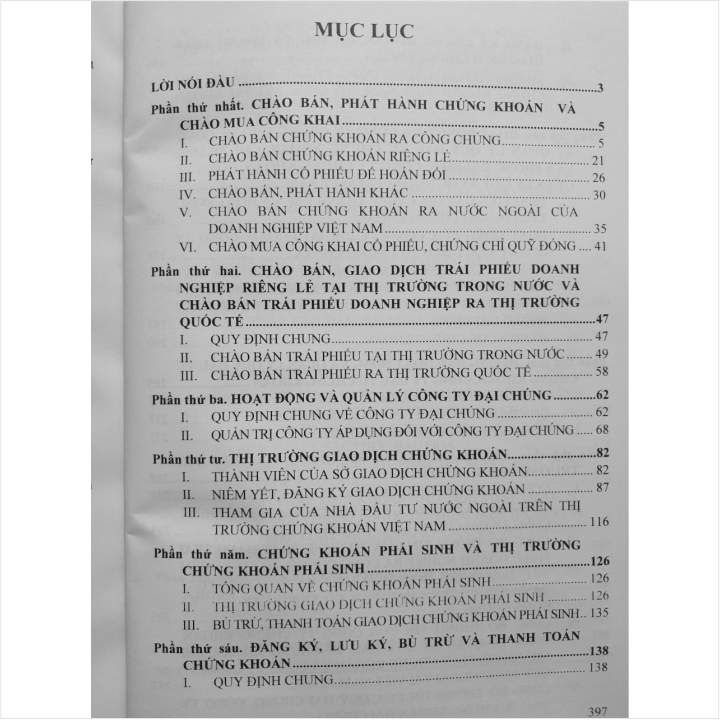 MỤC LỤC
LỜI NÓI ĐẦU ........ 3
Phần thứ nhất. CHÀO BÁN, PHÁT HÀNH CHỨNG KHOÁN VÀ
CHÀO MUA CÔNG KHAI ........ 5
I. CHÀO BÁN CHỨNG KHOÁN RA CÔNG CHÚNG ........ 5
II. CHÀO BÁN CHỨNG KHOÁN RIÊNG LẺ ........ 21
III. PHÁT HÀNH CỔ PHIẾU ĐỂ HOÁN ĐỔI ........ 26
IV. CHÀO BÁN, PHÁT HÀNH KHÁC ........ 30
V. CHÀO BÁN CHỨNG KHOÁN RA NƯỚC NGOÀI CỦA
DOANH NGHIỆP VIỆT NAM ........ 35
VI. CHÀO MUA CÔNG KHAI CỔ PHIẾU, CHỨNG CHỈ QUỸ ĐÓNG .... 41
Phần thứ hai. CHÀO BÁN, GIAO DỊCH TRÁI PHIẾU DOANH
NGHIỆP RIÊNG LẺ TẠI THỊ TRƯỜNG TRONG NƯỚC VÀ
CHÀO BÁN TRÁI PHIẾU DOANH NGHIỆP RA THỊ TRƯỜNG
QUỐC TẾ ........ 47
I. QUY ĐỊNH CHUNG ........ 47
II. CHÀO BÁN TRÁI PHIẾU TẠI THỊ TRƯỜNG TRONG NƯỚC ........ 49
III. CHÀO BÁN TRÁI PHIẾU RA THỊ TRƯỜNG QUỐC TẾ ........ 58
Phần thứ ba. HOẠT ĐỘNG VÀ QUẢN LÝ CÔNG TY ĐẠI CHÚNG ........ 62
I. QUY ĐỊNH CHUNG VỀ CÔNG TY ĐẠI CHÚNG ........ 62
II. QUẢN TRỊ CÔNG TY ÁP DỤNG ĐỐI VỚI CÔNG TY ĐẠI CHÚNG ..... 68
Phần thứ tư. THỊ TRƯỜNG GIAO DỊCH CHỨNG KHOÁN ........ 82
I. THÀNH VIÊN CỦA SỞ GIAO DỊCH CHỨNG KHOÁN ........ 82
II. NIÊM YẾT, ĐĂNG KÝ GIAO DỊCH CHỨNG KHOÁN ........ 87
III. THAM GIA CỦA NHÀ ĐẦU TƯ NƯỚC NGOÀI TRÊN THỊ
TRƯỜNG CHỨNG KHOÁN VIỆT NAM ........ 116
Phần thứ năm. CHỨNG KHOÁN PHÁI SINH VÀ THỊ TRƯỜNG
CHỨNG KHOÁN PHÁI SINH ........ 126
I. TỔNG QUAN VỀ CHỨNG KHOÁN PHÁI SINH ........ 126
II. THỊ TRƯỜNG GIAO DỊCH CHỨNG KHOÁN PHÁI SINH ........ 126
III. BÙ TRỪ, THANH TOÁN GIAO DỊCH CHỨNG KHOÁN PHÁI SINH.. 135
Phần thứ sáu. ĐĂNG KÝ, LƯU KÝ, BÙ TRỪ VÀ THANH TOÁN
CHỨNG KHOÁN ........ 138
I. QUY ĐỊNH CHUNG ........ 138
397